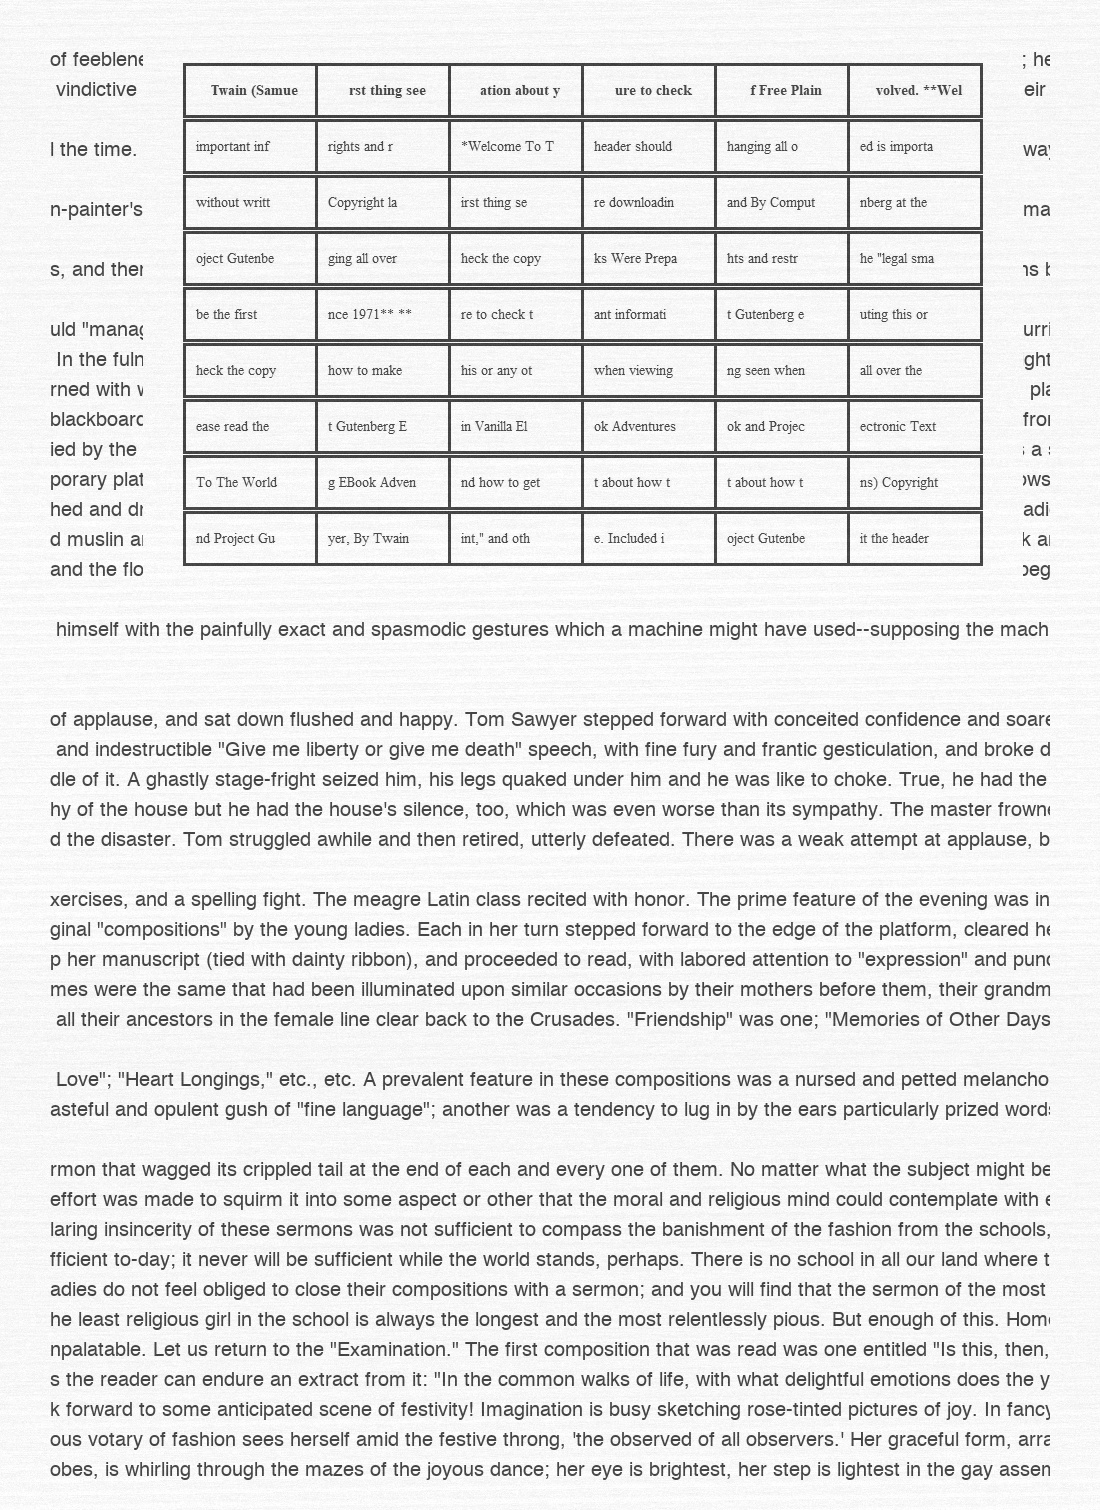 of feeblene ; he
vindictive eir
l the time. way
n-painter's ma
s, and ther ns b
uld "manag urri
In the fuln ght
rned with w pla
blackboard from
ied by the s a s
porary plat ows
hed and dr adie
d muslin an k an
and the flo beg
Twain (Samue rst thing see ation about y ure to check f Free Plain volved. **Wel
important inf rights and r *Welcome To T header should hanging all o ed is importa
without writt Copyright la irst thing se re downloadin and By Comput nberg at the
oject Gutenbe ging all over heck the copy ks Were Prepa hts and restr he "legal sma
be the first nce 1971** ** re to check t ant informati t Gutenberg e uting this or
heck the copy how to make his or any ot when viewing ng seen when all over the
ease read the t Gutenberg E in Vanilla El ok Adventures ok and Projec ectronic Text
To The World g EBook Adven nd how to get t about how t t about how t ns) Copyright
nd Project Gu yer, By Twain int," and oth e. Included i oject Gutenbe it the header
himself with the painfully exact and spasmodic gestures which a machine might have used--supposing the mach
of applause, and sat down flushed and happy. Tom Sawyer stepped forward with conceited confidence and soare
and indestructible "Give me liberty or give me death" speech, with fine fury and frantic gesticulation, and broke d
dle of it. A ghastly stage-fright seized him, his legs quaked under him and he was like to choke. True, he had the
hy of the house but he had the house's silence, too, which was even worse than its sympathy. The master frowne
d the disaster. Tom struggled awhile and then retired, utterly defeated. There was a weak attempt at applause, b
xercises, and a spelling fight. The meagre Latin class recited with honor. The prime feature of the evening was in
ginal "compositions" by the young ladies. Each in her turn stepped forward to the edge of the platform, cleared he
p her manuscript (tied with dainty ribbon), and proceeded to read, with labored attention to "expression" and punc
mes were the same that had been illuminated upon similar occasions by their mothers before them, their grandm
all their ancestors in the female line clear back to the Crusades. "Friendship" was one; "Memories of Other Days
Love"; "Heart Longings," etc., etc. A prevalent feature in these compositions was a nursed and petted melancho
asteful and opulent gush of "fine language"; another was a tendency to lug in by the ears particularly prized words
rmon that wagged its crippled tail at the end of each and every one of them. No matter what the subject might be
effort was made to squirm it into some aspect or other that the moral and religious mind could contemplate with e
laring insincerity of these sermons was not sufficient to compass the banishment of the fashion from the schools,
fficient to-day; it never will be sufficient while the world stands, perhaps. There is no school in all our land where t
adies do not feel obliged to close their compositions with a sermon; and you will find that the sermon of the most
he least religious girl in the school is always the longest and the most relentlessly pious. But enough of this. Home
npalatable. Let us return to the "Examination." The first composition that was read was one entitled "Is this, then,
s the reader can endure an extract from it: "In the common walks of life, with what delightful emotions does the y
k forward to some anticipated scene of festivity! Imagination is busy sketching rose-tinted pictures of joy. In fancy
ous votary of fashion sees herself amid the festive throng, 'the observed of all observers.' Her graceful form, arra
obes, is whirling through the mazes of the joyous dance; her eye is brightest, her step is lightest in the gay assem